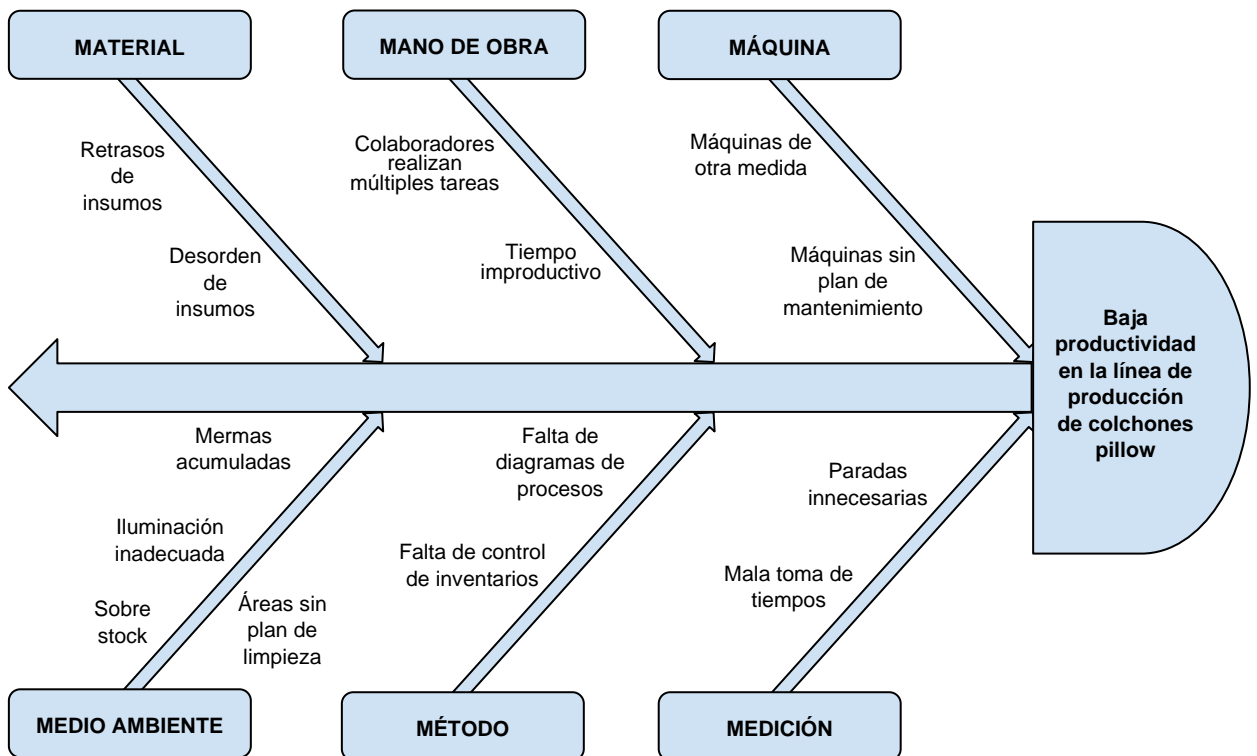 MATERIAL
MANO DE OBRA
MÁQUINA
Retrasos
de
insumos
Desorden
de
insumos
Colaboradores
realizan
múltiples tareas
Tiempo
improductivo
Máquinas de
otra medida
Máquinas sin
plan de
mantenimiento
Baja
productividad
en la línea de
producción
de colchones
pillow
Mermas
acumuladas
Iluminación
inadecuada
Sobre
stock
Áreas sin
plan de
limpieza
Falta de
diagramas de
procesos
Falta de control
de inventarios
Paradas
innecesarias
Mala toma de
tiempos
MEDIO AMBIENTE
MÉTODO
MEDICIÓN